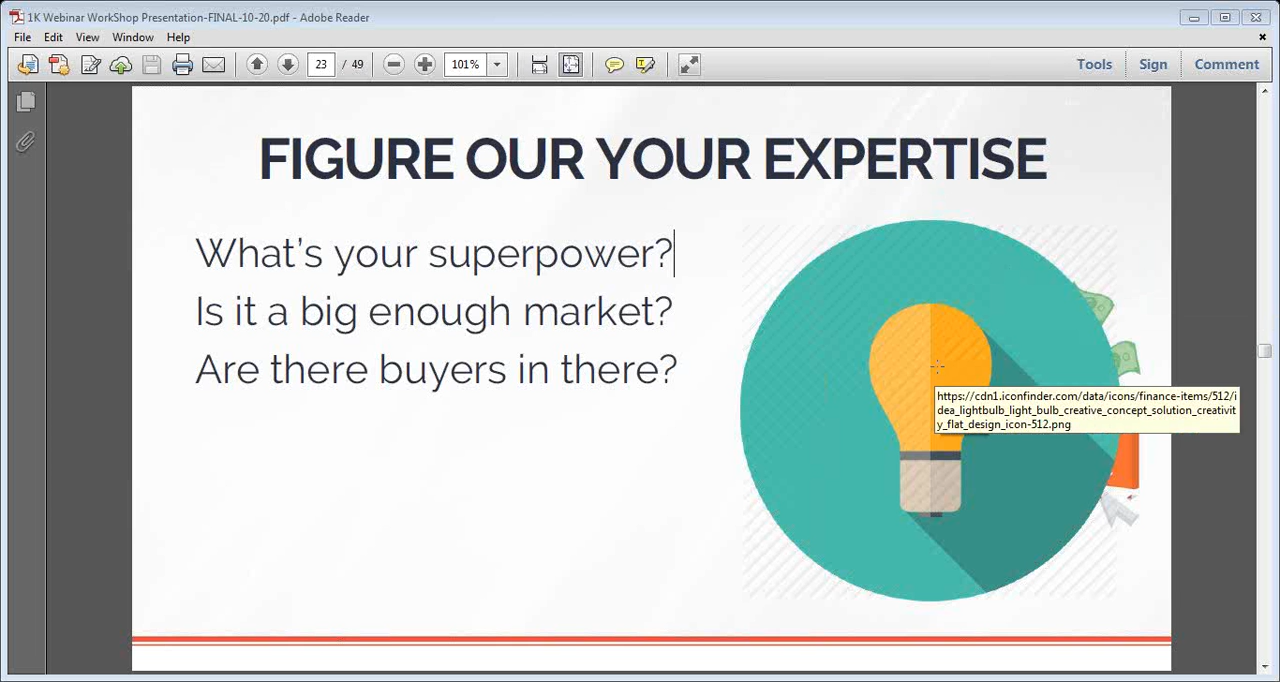 1K Webinar WorkShop Presentation-FINAL-10-20.pdf - Adobe Reader
File Edit View Window Help
23 / 49 101% Tools Sign Comment
FIGURE OUR YOUR EXPERTISE
What's your superpower?
Is it a big enough market?
Are there buyers in there?
https://cdn1.iconfinder.com/data/icons/finance-items/512/i
dea_lightbulb_light_bulb_creative_concept_solution_creativit
y_flat_design_icon-512.png